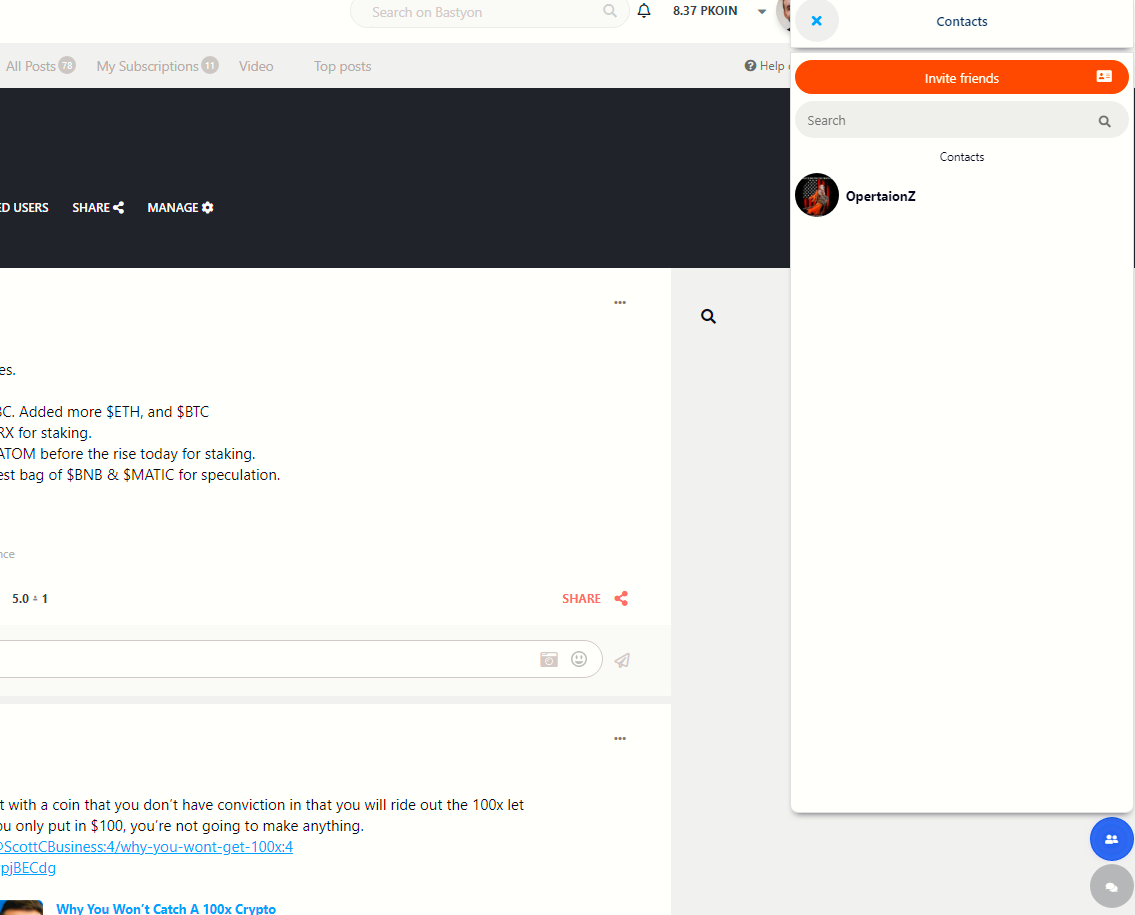 Search on Bastyon
8.37 PKOIN
Contacts
All Posts 78
My Subscriptions 11
Video
Top posts
Help
Invite friends
Search
Contacts
OpertaionZ
ED USERS
SHARE
MANAGE
es.
BC. Added more $ETH, and $BTC
RX for staking.
ATOM before the rise today for staking.
est bag of $BNB & $MATIC for speculation.
nce
5.0 1
SHARE
t with a coin that you don't have conviction in that you will ride out the 100x let
ou only put in $100, you're not going to make anything.
@ScottCBusiness:4/why-you-wont-get-100x:4
pjBECdg
Why You Won't Catch A 100x Crypto